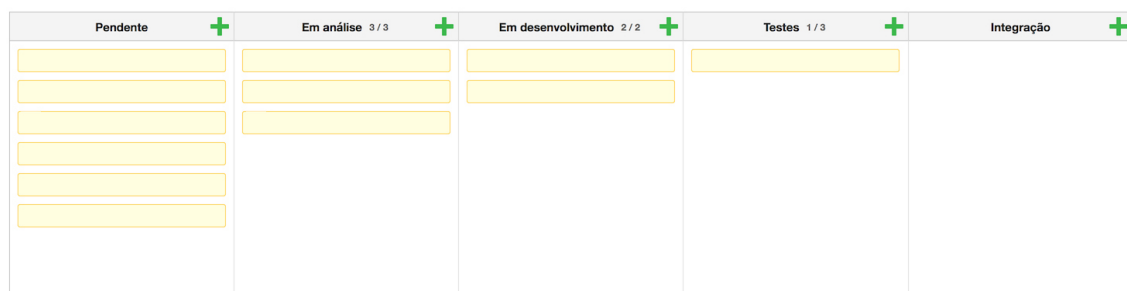 Pendente
Em análise 3 / 3
Em desenvolvimento 2 / 2
Testes 1 / 3
Integração